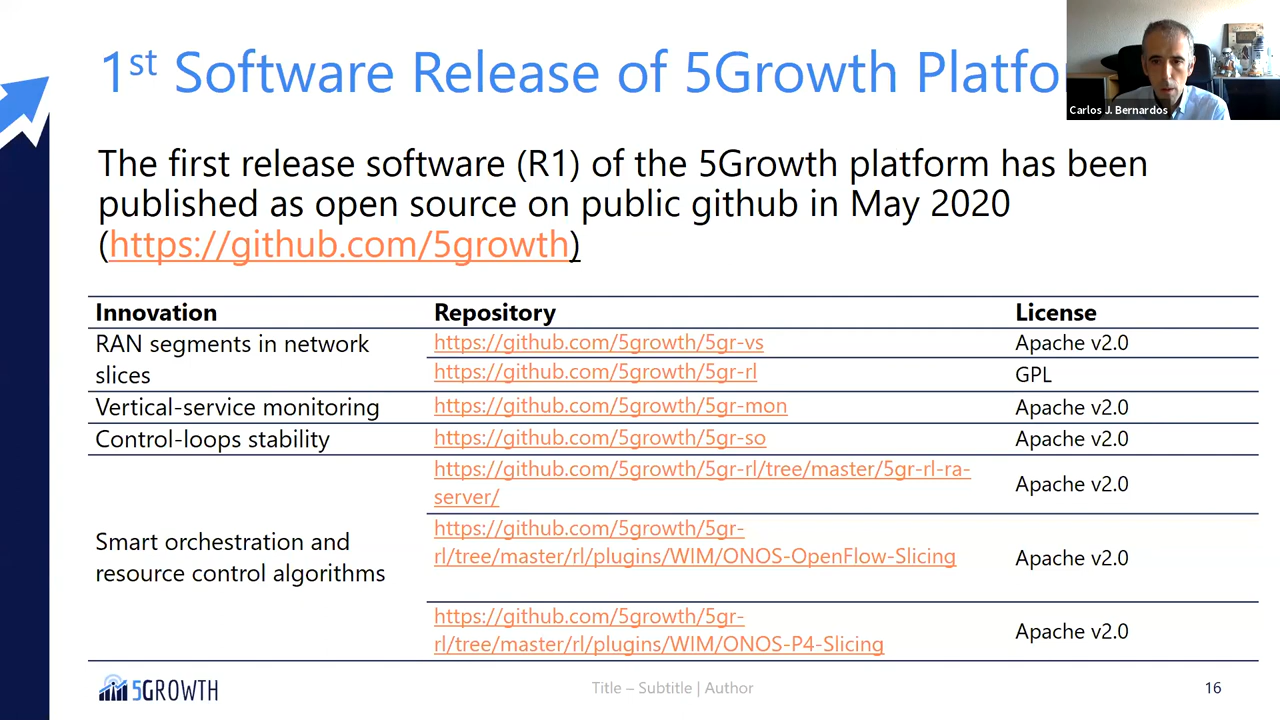 1st Software Release of 5Growth Platfo
Carlos J. Bernardos
The first release software (R1) of the 5Growth platform has been
published as open source on public github in May 2020
(https://github.com/5growth)
Innovation Repository License
RAN segments in network
slices
https://github.com/5growth/5gr-vs Apache v2.0
https://github.com/5growth/5gr-rl GPL
Vertical-service monitoring https://github.com/5growth/5gr-mon Apache v2.0
Control-loops stability https://github.com/5growth/5gr-so Apache v2.0
Smart orchestration and
resource control algorithms
https://github.com/5growth/5gr-rl/tree/master/5gr-rl-ra-
server/
Apache v2.0
https://github.com/5growth/5gr-
rl/tree/master/rl/plugins/WIM/ONOS-OpenFlow-Slicing
Apache v2.0
https://github.com/5growth/5gr-
rl/tree/master/rl/plugins/WIM/ONOS-P4-Slicing
Apache v2.0
5GROWTH
Title – Subtitle | Author
16